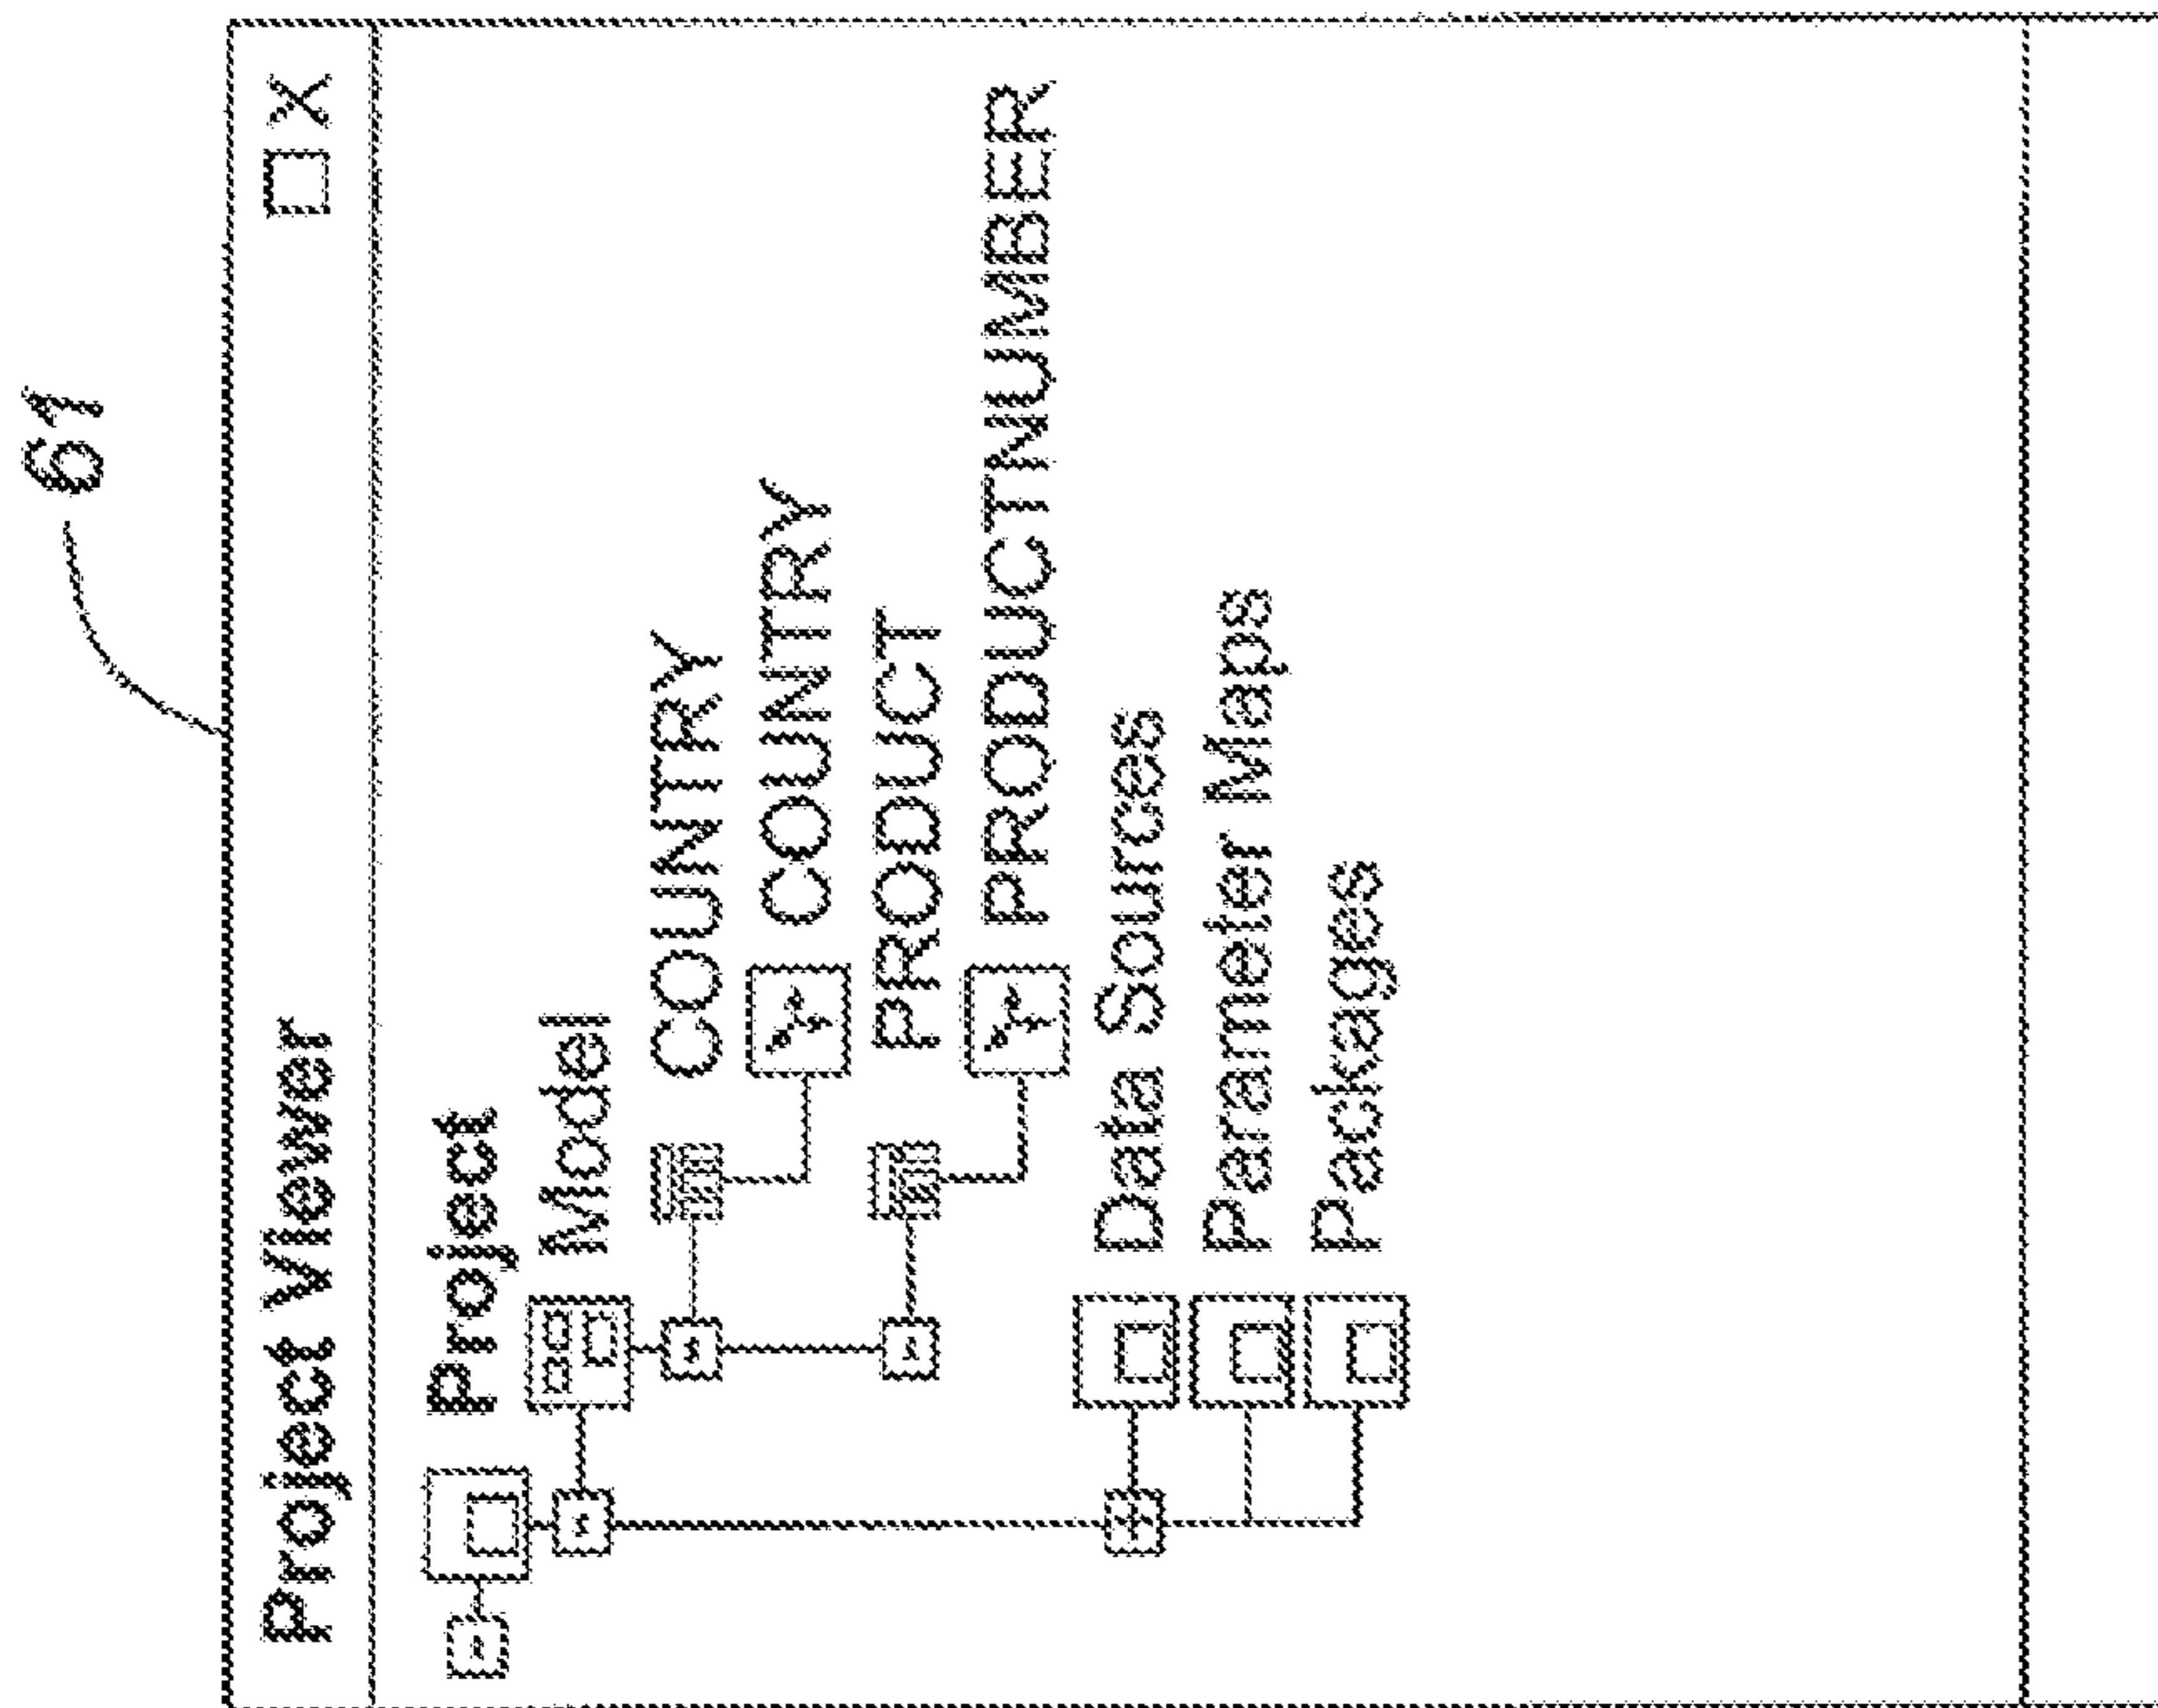 61
Project Viewer
Project
Model
COUNTRY
COUNTRY
PRODUCT
PRODUCTNUMBER
Data Sources
Parameter Maps
Packages